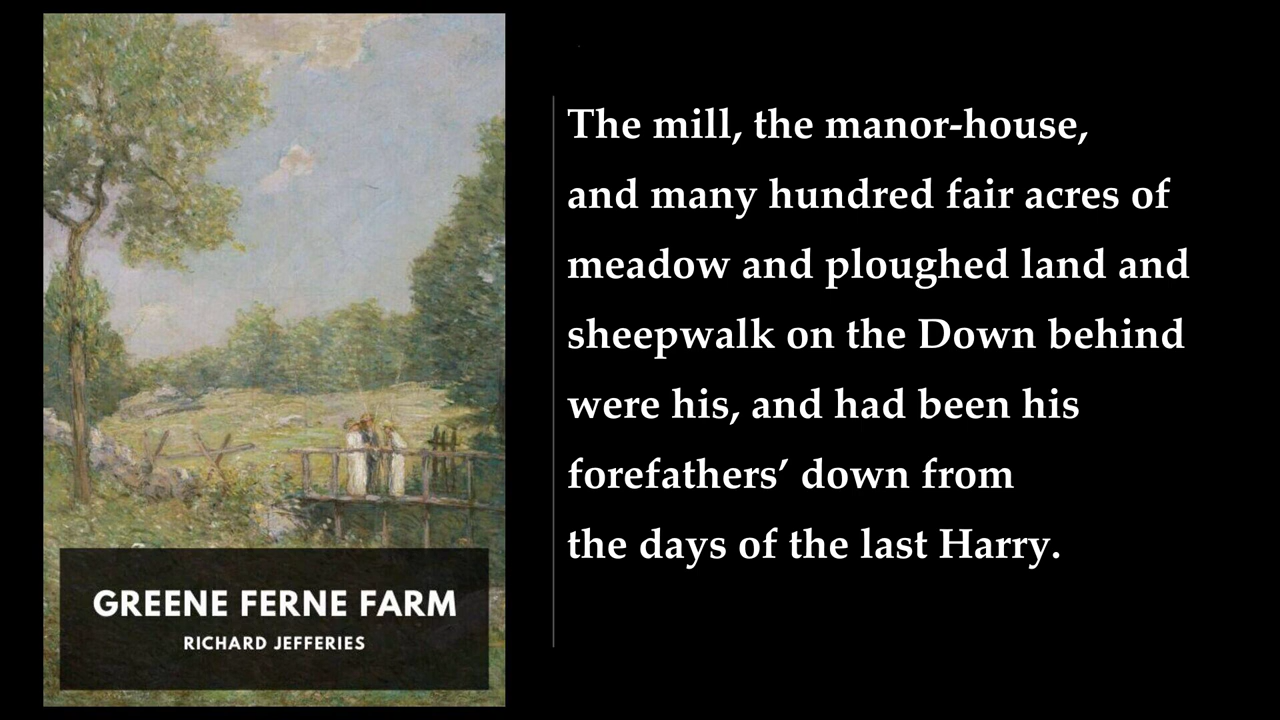 GREENE FERNE FARM
RICHARD JEFFERIES
The mill, the manor-house,
and many hundred fair acres of
meadow and ploughed land and
sheepwalk on the Down behind
were his, and had been his
forefathers’ down from
the days of the last Harry.